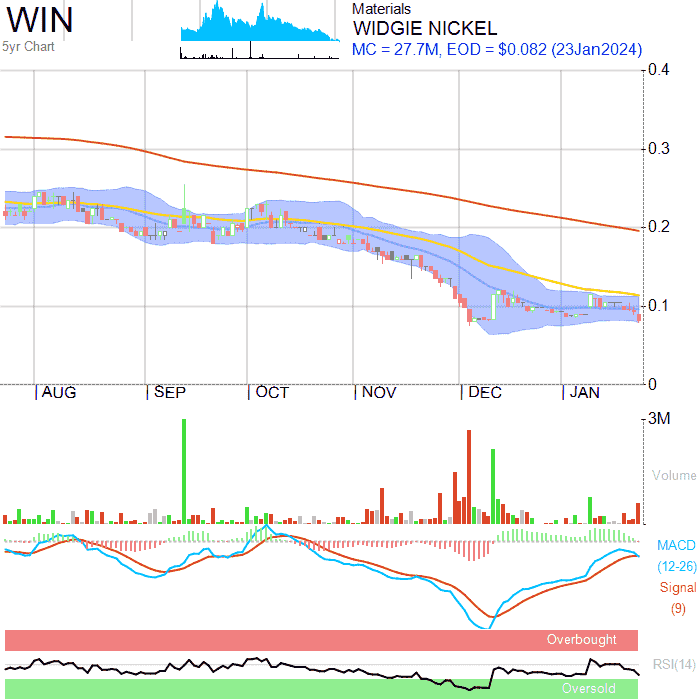 WIN
5yr Chart
Materials
WIDGIE NICKEL
MC = 27.7M, EOD = $0.082 (23Jan2024)
0.4
0.3
0.2
0.1
0
AUG SEP OCT NOV DEC JAN
3M
Volume
MACD
(12-26)
Signal
(9)
Overbought
RSI(14)
Oversold